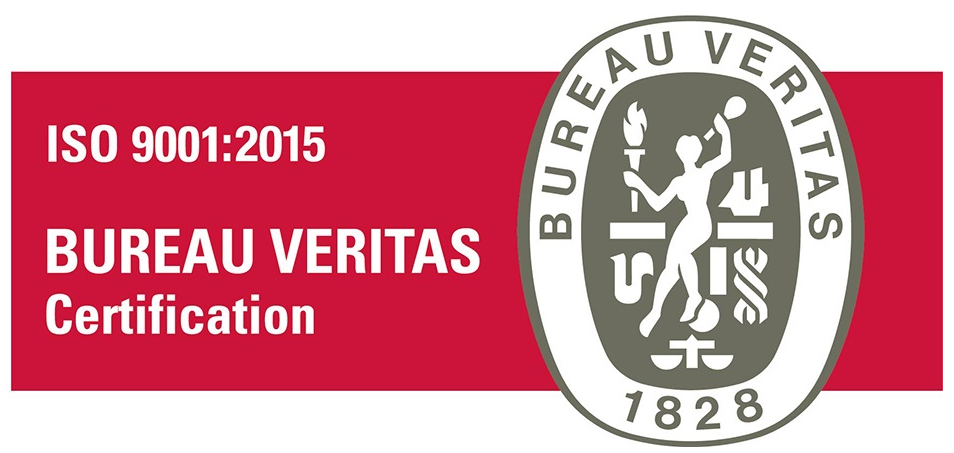 ISO 9001:2015
BUREAU VERITAS
Certification
BUREAU VERITAS
1828